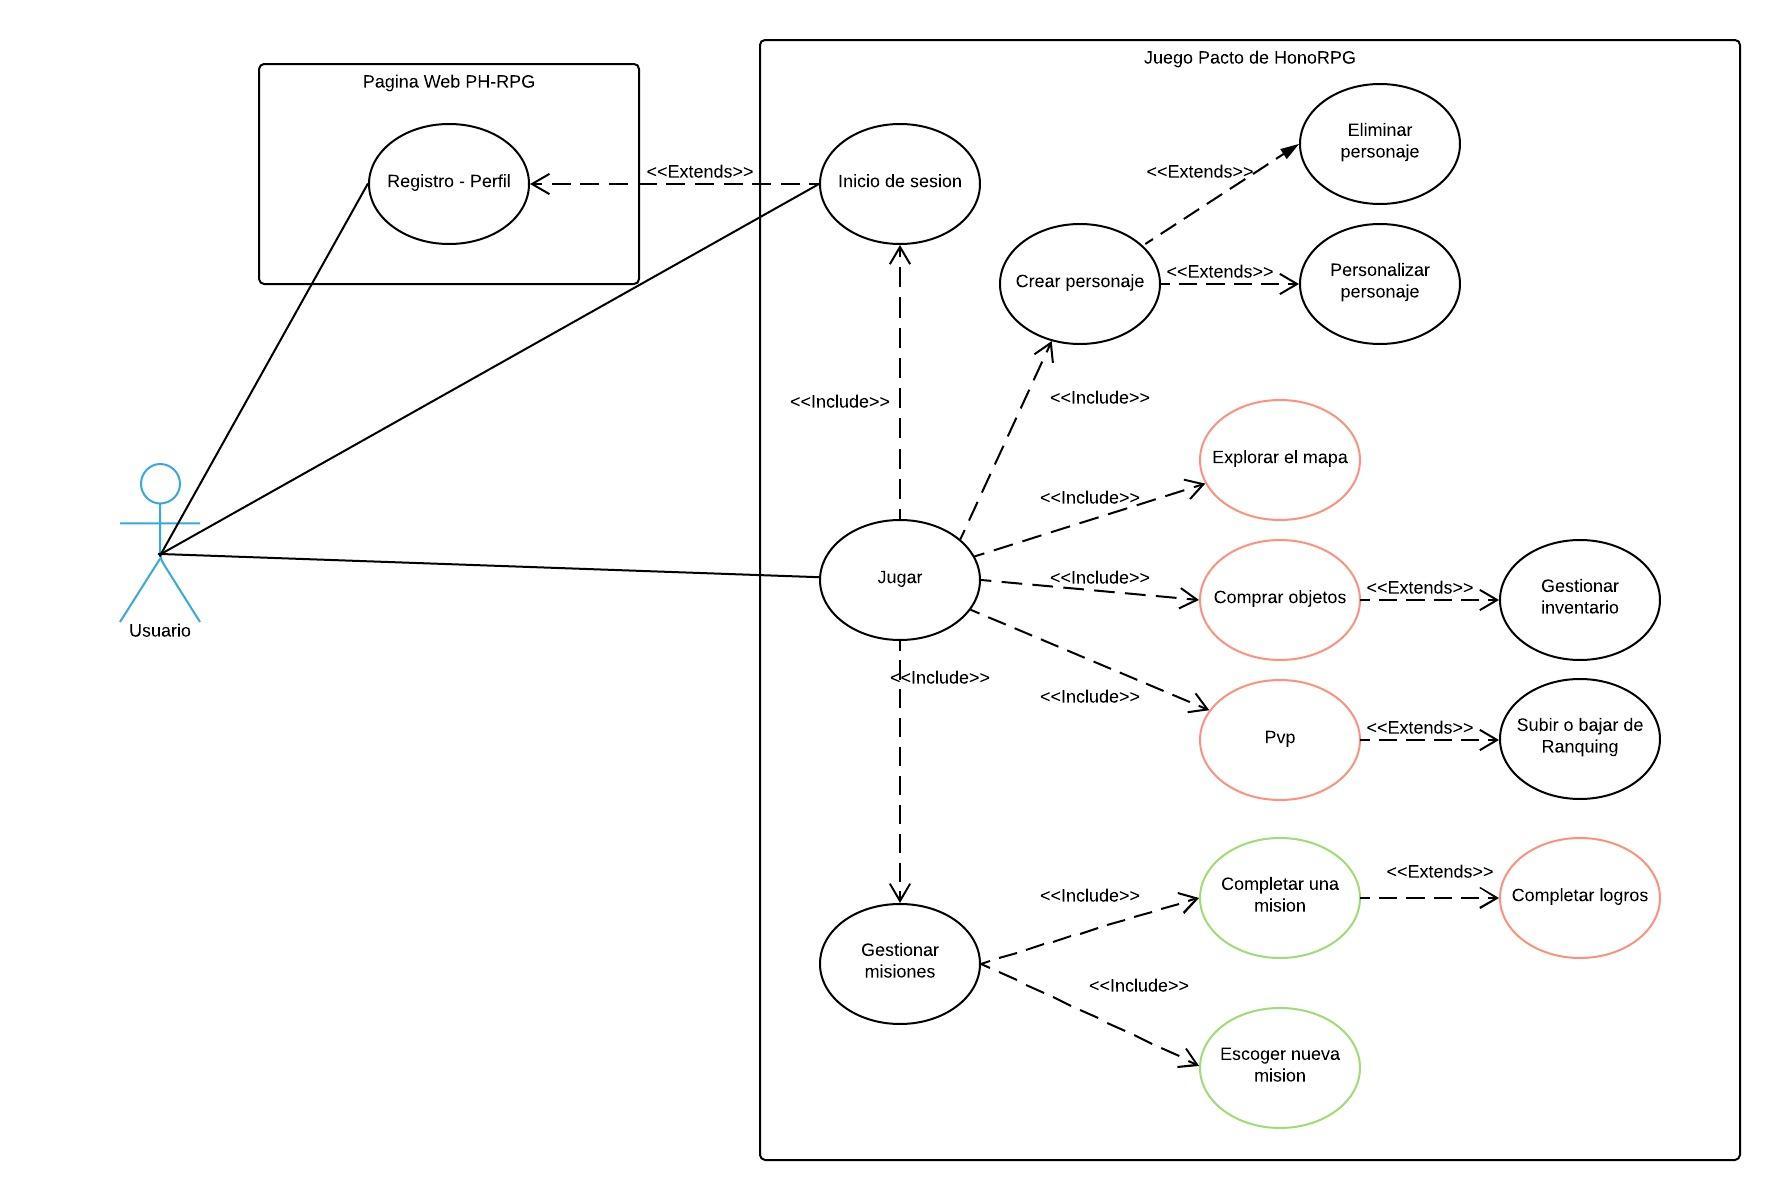 Juego Pacto de HonoRPG
Pagina Web PH-RPG
Registro - Perfil
<<Extends>>
Inicio de sesion
<<Extends>>
Eliminar
personaje
Crear personaje
<<Extends>>
Personalizar
personaje
<<Include>>
<<Include>>
Explorar el mapa
<<Include>>
Usuario
Jugar
<<Include>>
Comprar objetos
<<Extends>>
Gestionar
inventario
<<Include>>
<<Include>>
Pvp
<<Extends>>
Subir o bajar de
Ranquing
<<Include>>
Completar una
mision
<<Extends>>
Completar logros
Gestionar
misiones
<<Include>>
Escoger nueva
mision